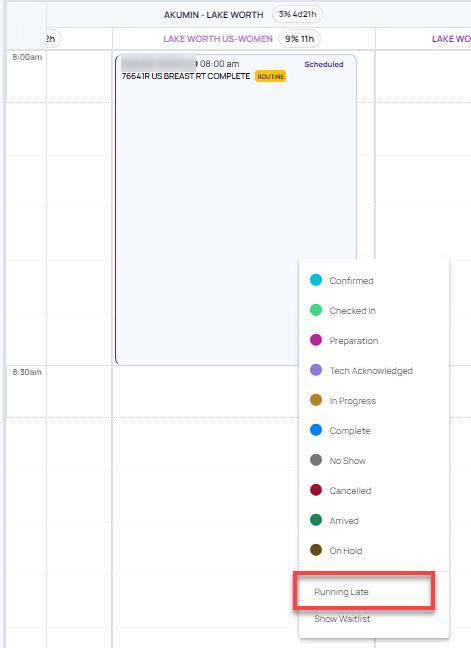 AKUMIN - LAKE WORTH 3% 4d21h
2h LAKE WORTH US-WOMEN 9% 11h LAKE WO
8:00am
08:00 am Scheduled
76641R US BREAST RT COMPLETE ROUTINE
Confirmed
Checked In
Preparation
8:30am
Tech Acknowledged
In Progress
Complete
No Show
Cancelled
Arrived
On Hold
Running Late
Show Waitlist